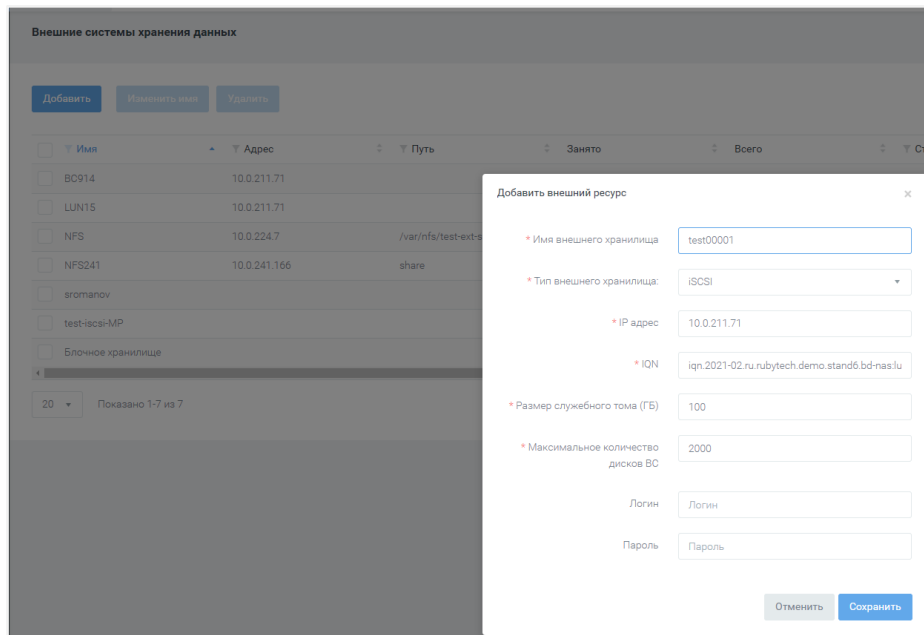 Внешние системы хранения данных
Добавить Изменить имя Удалить
Имя Адрес Путь Занято Всего
BC914 10.0.211.71
LUN15 10.0.211.71
NFS 10.0.224.7 /var/nfs/test-ext-s
NFS241 10.0.241.166 share
sromanov
test-iscsi-MP
Блочное хранилище
20 Показано 1-7 из 7
Добавить внешний ресурс ×
* Имя внешнего хранилища test00001
* Тип внешнего хранилища: iSCSI
* IP адрес 10.0.211.71
* IQN iqn.2021-02.ru.rubytech.demo.stand6.bd-nas:lu
* Размер служебного тома (ГБ) 100
* Максимальное количество 2000
дисков ВС
Логин Логин
Пароль Пароль
Отменить Сохранить